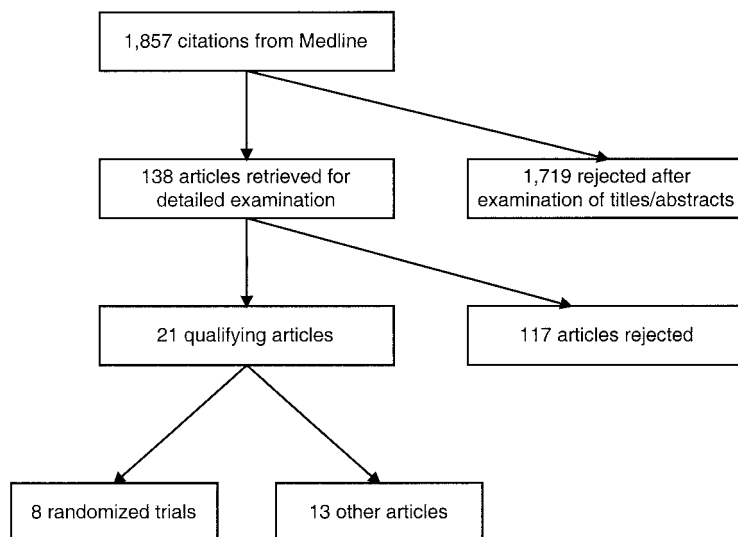 1,857 citations from Medline
138 articles retrieved for
detailed examination
1,719 rejected after
examination of titles/abstracts
21 qualifying articles
117 articles rejected
8 randomized trials
13 other articles